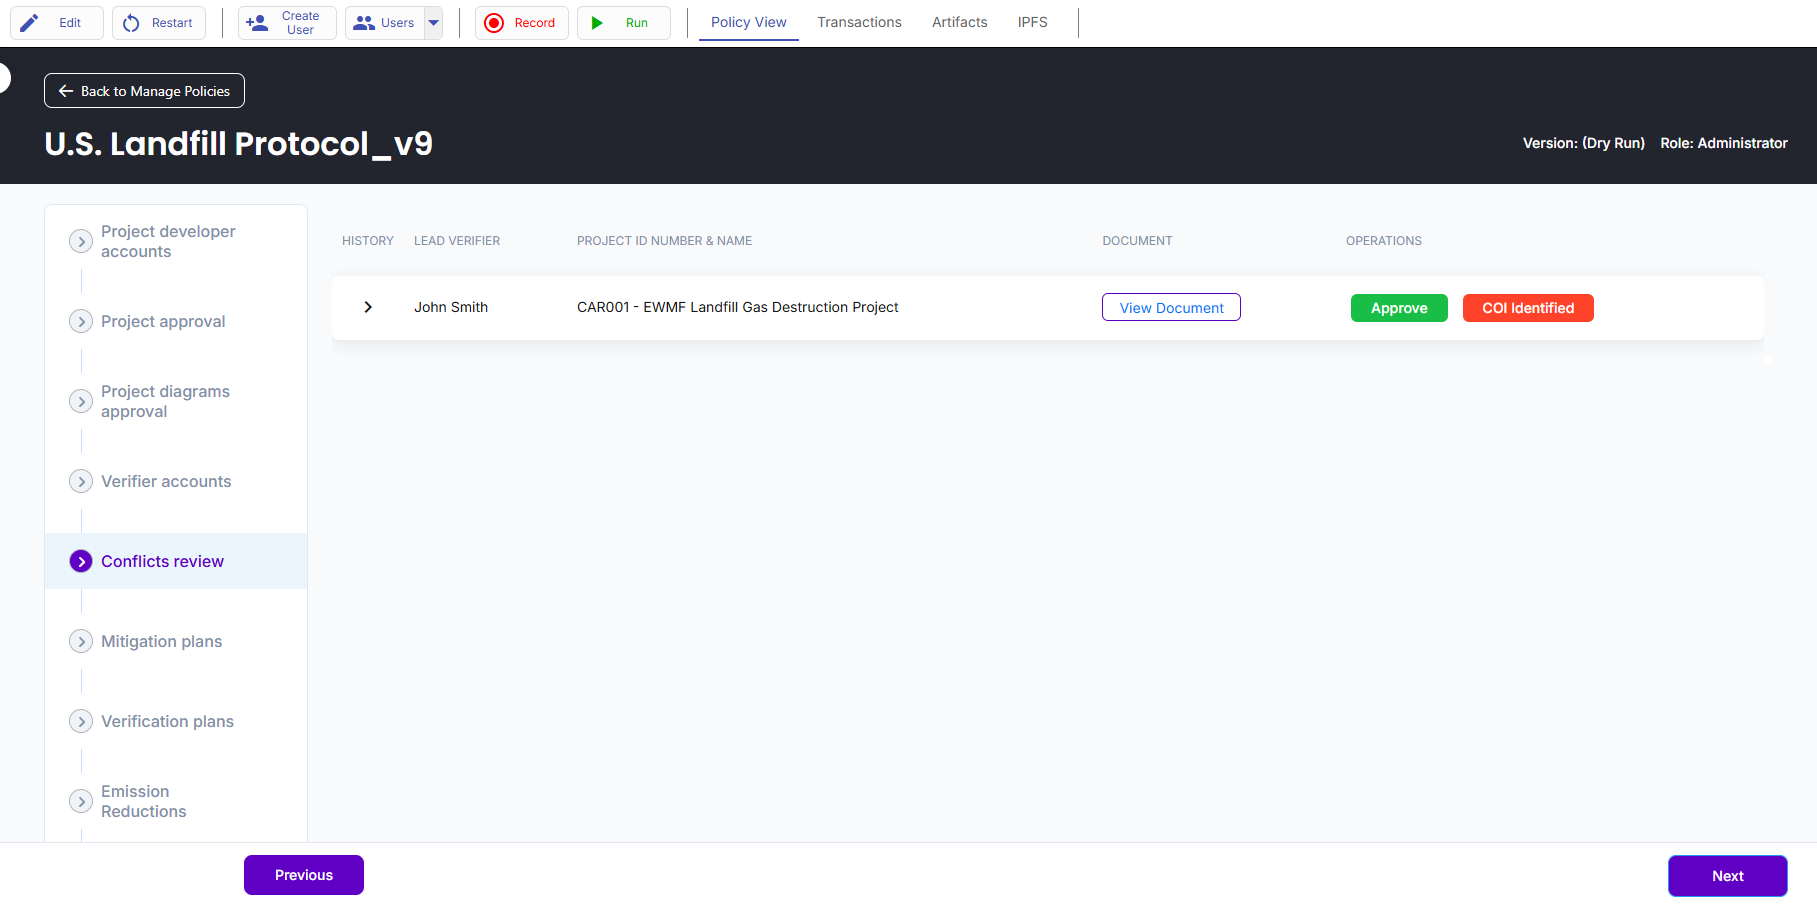 Edit
Restart
Create
User
Users
Record
Run
Policy View
Transactions
Artifacts
IPFS
Back to Manage Policies
U.S. Landfill Protocol_v9
Version: (Dry Run) Role: Administrator
Project developer
accounts
Project approval
Project diagrams
approval
Verifier accounts
Conflicts review
Mitigation plans
Verification plans
Emission
Reductions
HISTORY LEAD VERIFIER PROJECT ID NUMBER & NAME DOCUMENT OPERATIONS
John Smith CAR001 - EWMF Landfill Gas Destruction Project View Document Approve COI Identified
Previous
Next